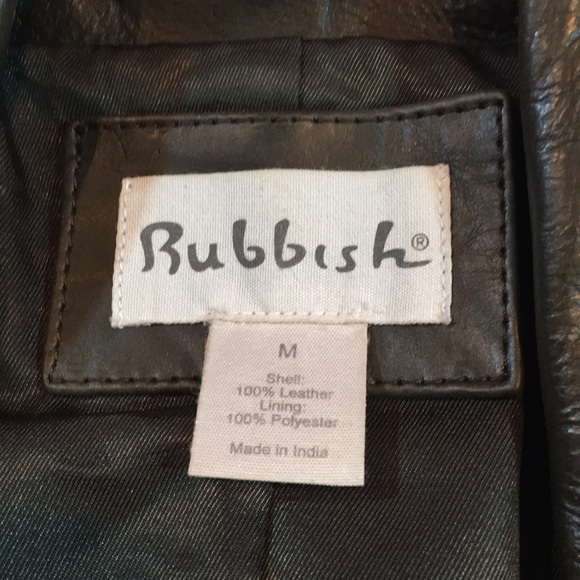 Rubbish®
M
Shell:
100% Leather
Lining:
100% Polyester
Made in India